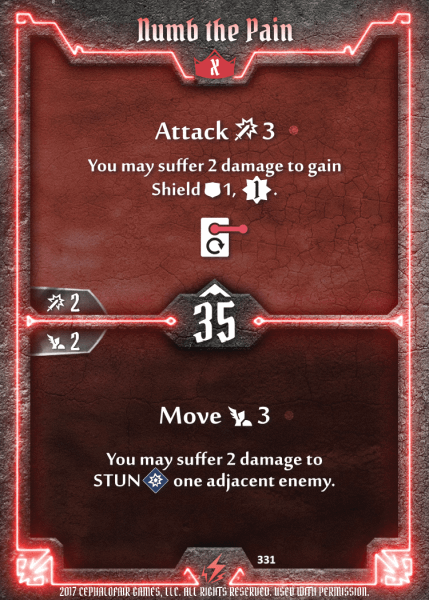 Numb the Pain
X
Attack 3
You may suffer 2 damage to gain
Shield 1, 1.
2
35
2
Move 3
You may suffer 2 damage to
STUN one adjacent enemy.
331
2017 CEPHALOFAIR GAMES, LLC. ALL RIGHTS RESERVED. USED WITH PERMISSION.